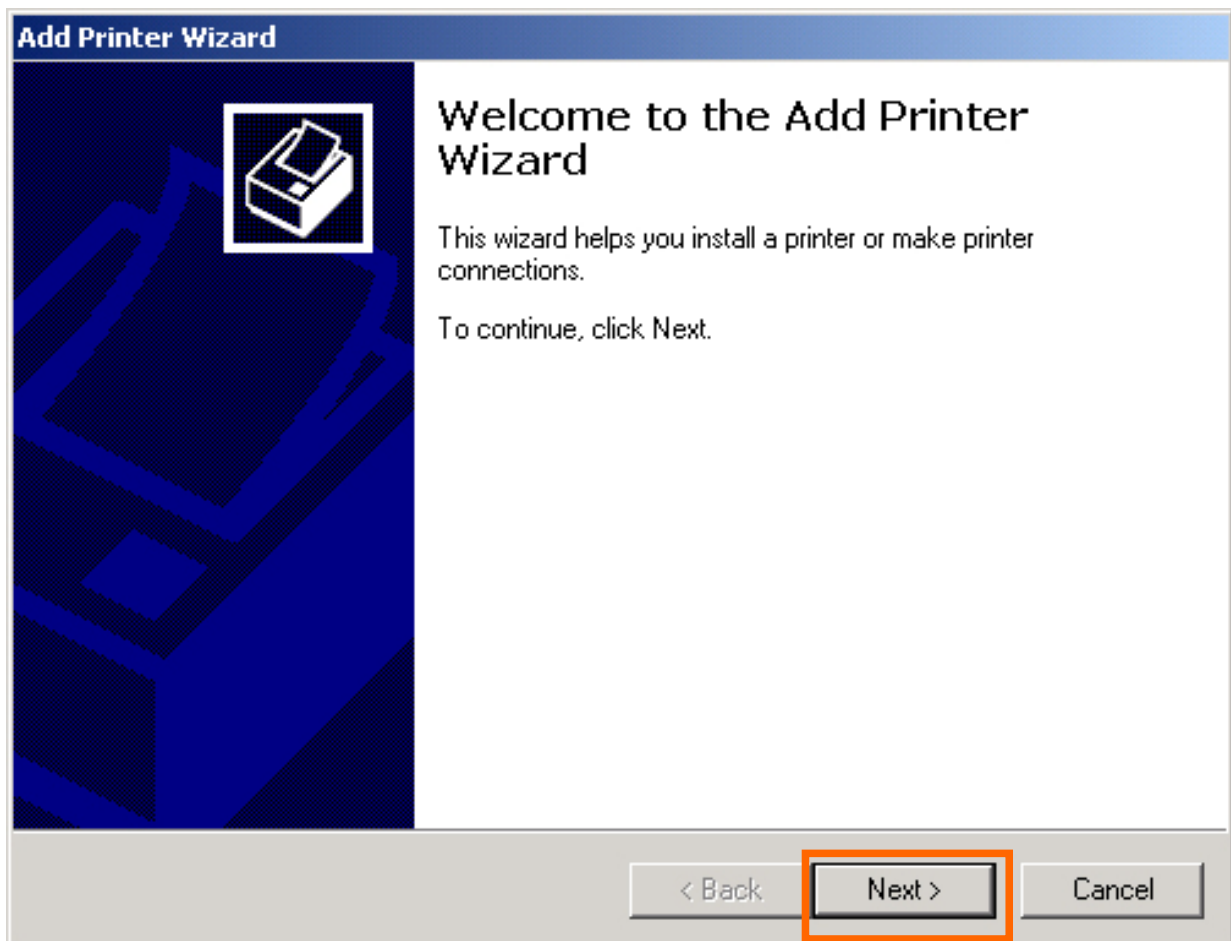 Add Printer Wizard
Welcome to the Add Printer
Wizard
This wizard helps you install a printer or make printer
connections.
To continue, click Next.
< Back
Next >
Cancel